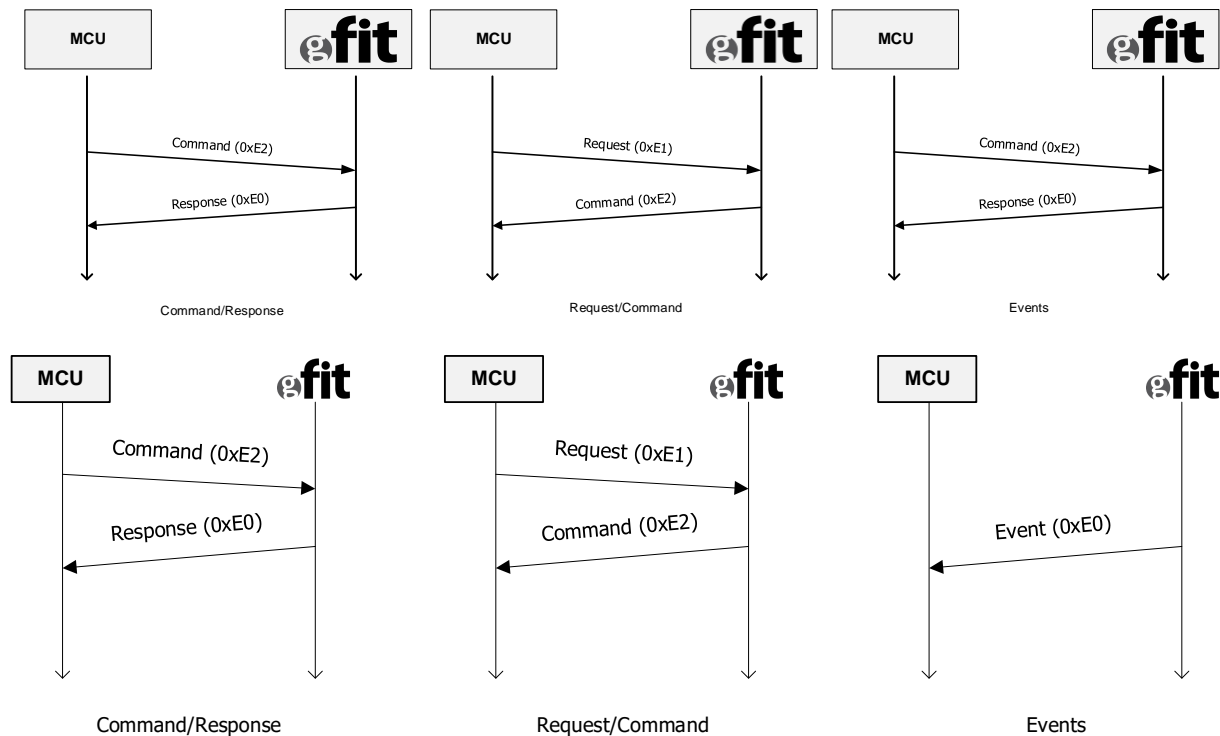 MCU gfit MCU gfit MCU gfit
Command (0xE2) Request (0xE1) Command (0xE2)
Response (0xE0) Command (0xE2) Response (0xE0)
Command/Response Request/Command Events
MCU gfit MCU gfit MCU gfit
Command (0xE2) Request (0xE1)
Response (0xE0) Command (0xE2) Event (0xE0)
Command/Response Request/Command Events